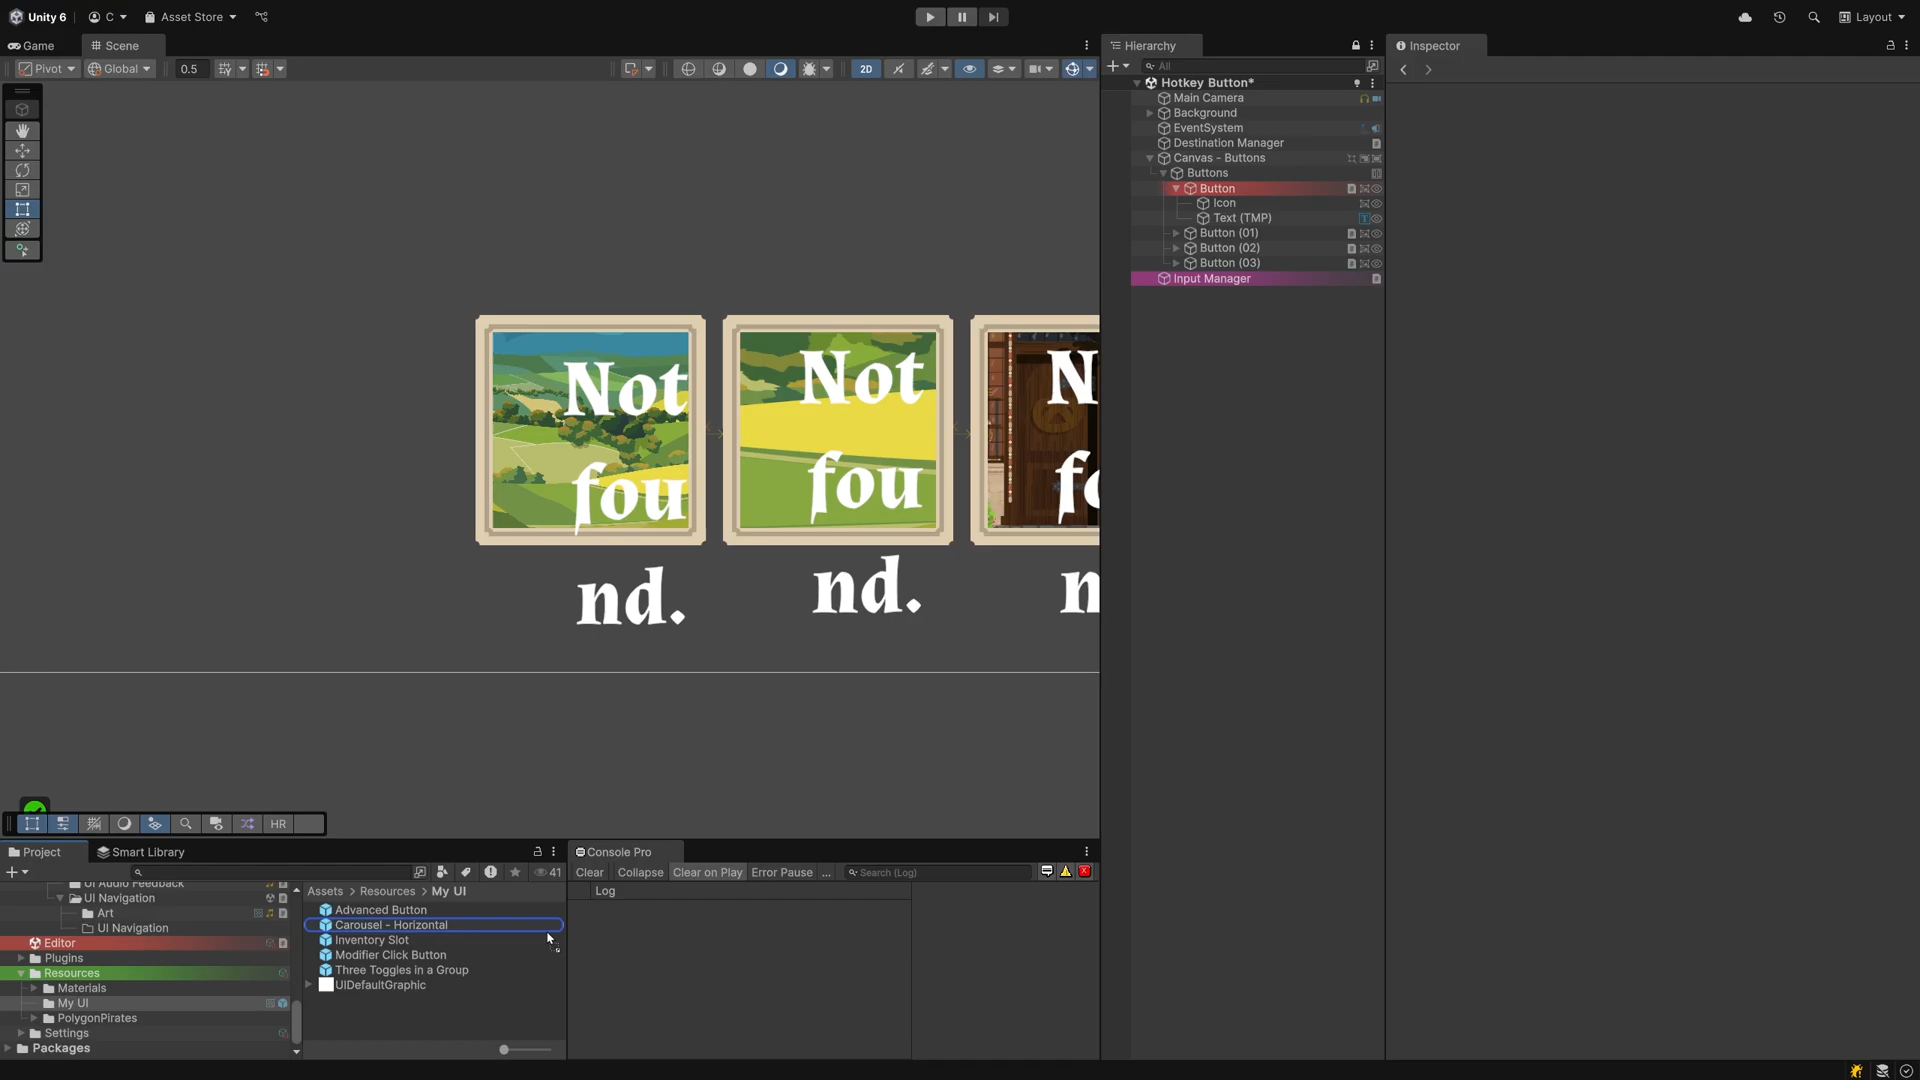 Unity 6
C
Asset Store
Layout
Game
Scene
Hierarchy
Inspector
Pivot
Global
0.5
2D
All
Hotkey Button*
Main Camera
Background
EventSystem
Destination Manager
Canvas - Buttons
Buttons
Button
Icon
Text (TMP)
Button (01)
Button (02)
Button (03)
Input Manager
Not
fou
nd.
Not
fou
nd.
N
fo
n
HR
Project
Smart Library
Console Pro
41
Clear
Collapse
Clear on Play
Error Pause
...
Search (Log)
UI Audio Feedback
UI Navigation
Art
UI Navigation
Editor
Plugins
Resources
Materials
My UI
PolygonPirates
Settings
Packages
Assets > Resources > My UI
Advanced Button
Carousel - Horizontal
Inventory Slot
Modifier Click Button
Three Toggles in a Group
UIDefaultGraphic
Log